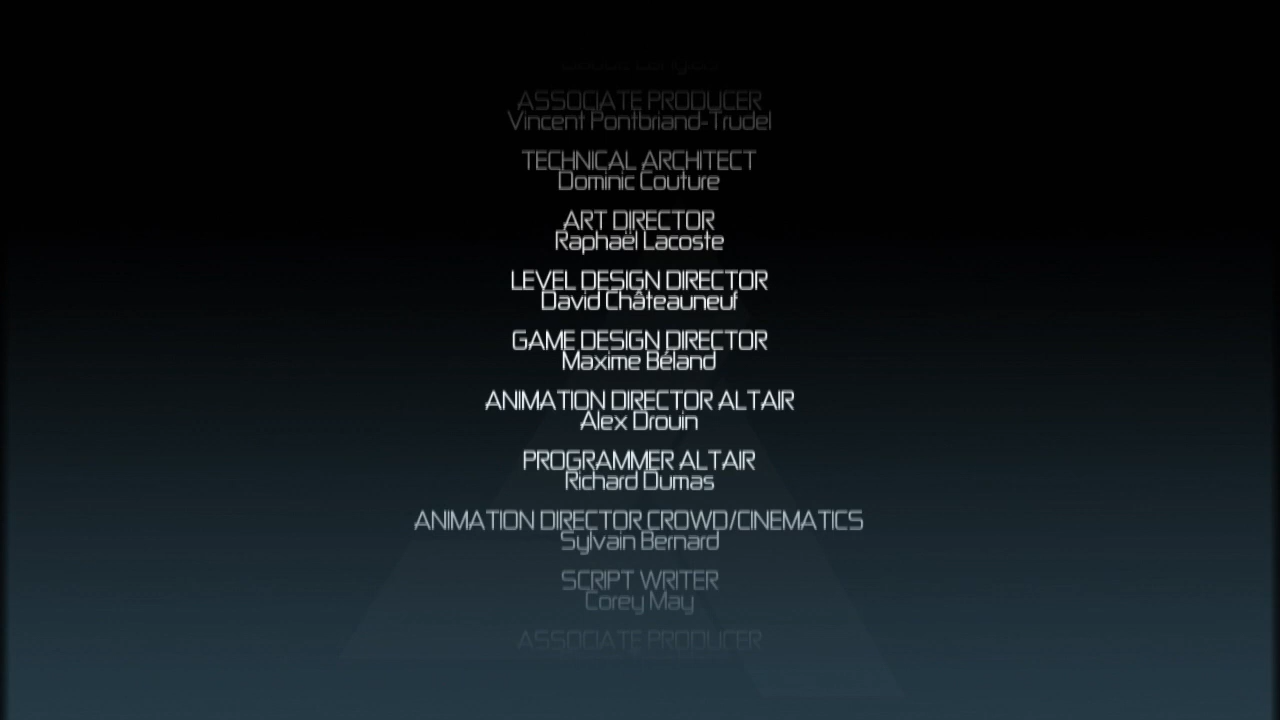 ASSOCIATE PRODUCER
Vincent Pontbriand-Trudel
TECHNICAL ARCHITECT
Dominic Couture
ART DIRECTOR
Raphaël Lacoste
LEVEL DESIGN DIRECTOR
David Châteauneuf
GAME DESIGN DIRECTOR
Maxime Béland
ANIMATION DIRECTOR ALTAIR
Alex Drouin
PROGRAMMER ALTAIR
Richard Dumas
ANIMATION DIRECTOR CROWD/CINEMATICS
Sylvain Bernard
SCRIPT WRITER
Corey May
ASSOCIATE PRODUCER